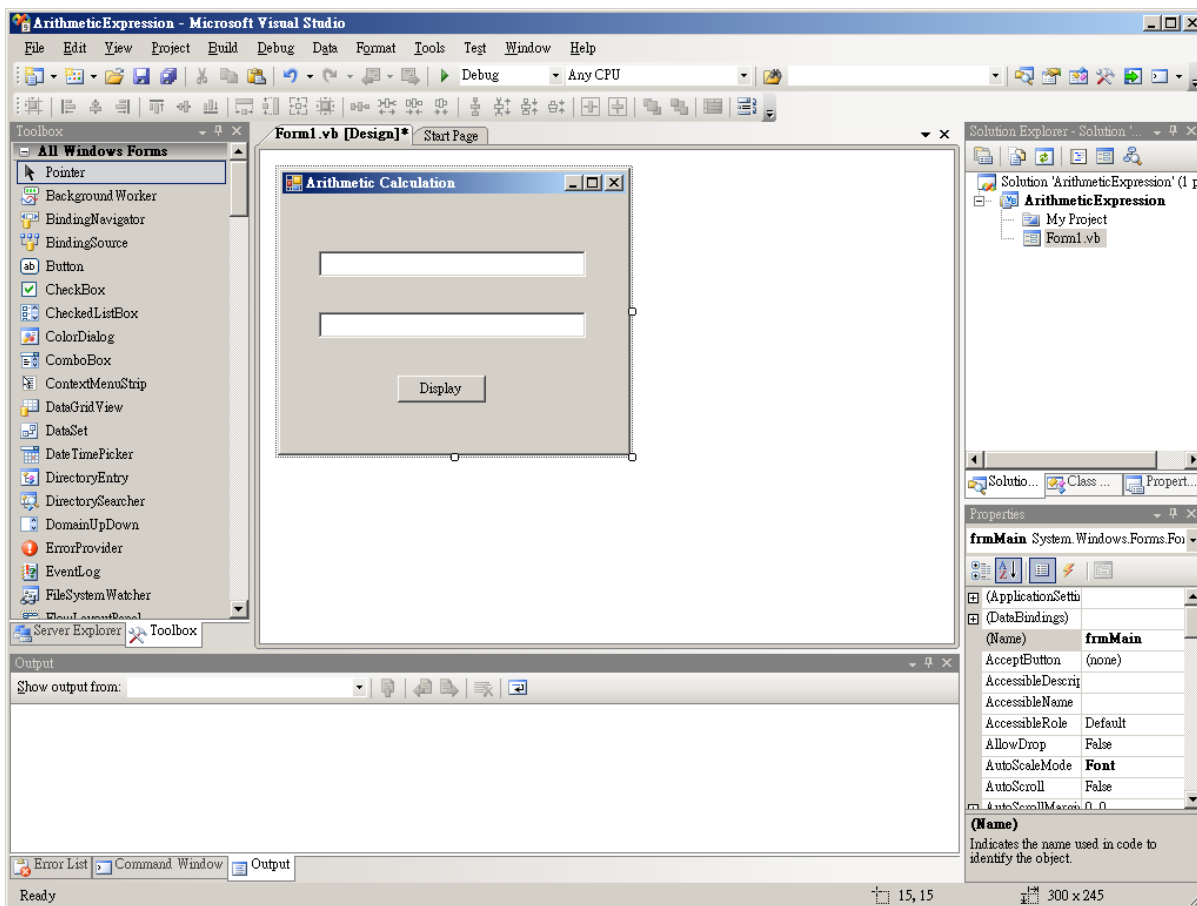 ArithmeticExpression - Microsoft Visual Studio
File Edit View Project Build Debug Data Format Tools Test Window Help
Debug Any CPU
Toolbox
All Windows Forms
Pointer
BackgroundWorker
BindingNavigator
BindingSource
Button
CheckBox
CheckedListBox
ColorDialog
ComboBox
ContextMenuStrip
DataGridView
DataSet
DateTimePicker
DirectoryEntry
DirectorySearcher
DomainUpDown
ErrorProvider
EventLog
FileSystemWatcher
FlowLayoutPanel
Server Explorer Toolbox
Form1.vb [Design]* Start Page
Arithmetic Calculation
Display
Solution Explorer - Solution '...
Solution 'ArithmeticExpression' (1 p
ArithmeticExpression
My Project
Form1.vb
Solutio... Class ... Propert...
Properties
frmMain System.Windows.Forms.For
(ApplicationSettin
(DataBindings)
(Name) frmMain
AcceptButton (none)
AccessibleDescrip
AccessibleName
AccessibleRole Default
AllowDrop False
AutoScaleMode Font
AutoScroll False
AutoScrollMargin 0, 0
(Name)
Indicates the name used in code to
identify the object.
Output
Show output from:
Error List Command Window Output
Ready 15, 15 300 x 245